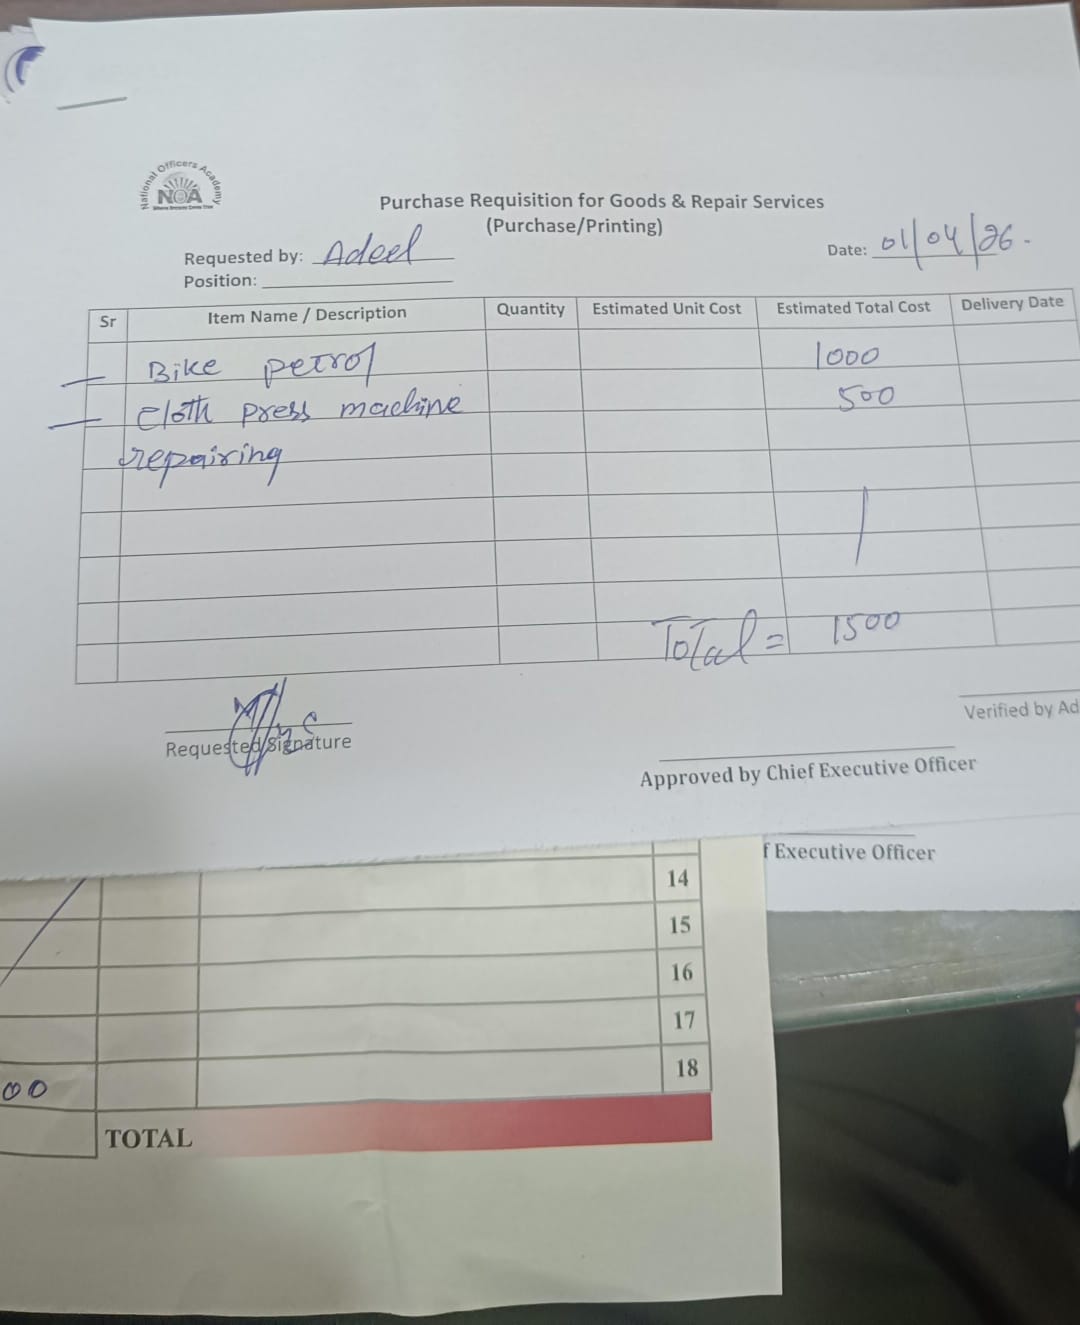 National Officers Academy
NOA
Purchase Requisition for Goods & Repair Services
(Purchase/Printing)
Requested by: Adeel
Date: 01/04/26.
Position:
Sr Item Name / Description Quantity Estimated Unit Cost Estimated Total Cost Delivery Date
Bike petrol 1000
cloth press machine 500
repairing
Total = 1500
Requested Signature
Verified by Ad
Approved by Chief Executive Officer
f Executive Officer
14
15
16
17
18
00
TOTAL